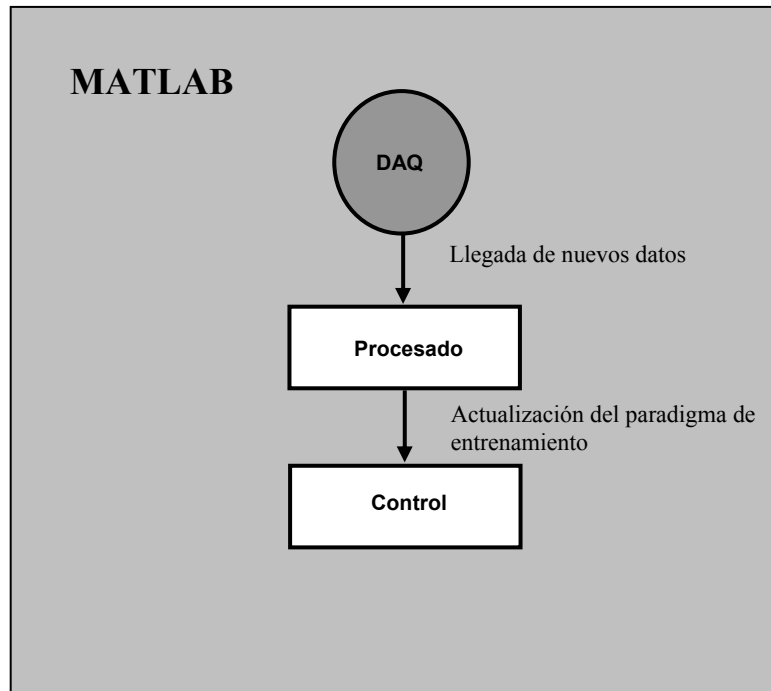 MATLAB
DAQ
Llegada de nuevos datos
Procesado
Actualización del paradigma de
entrenamiento
Control